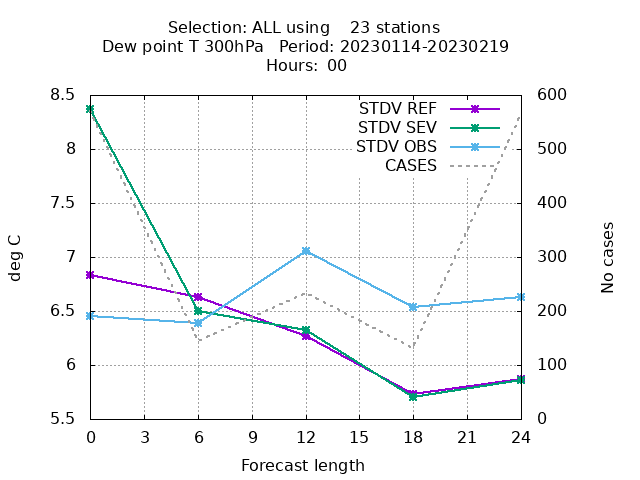 Selection: ALL using    23 stations
Dew point T 300hPa   Period: 20230114-20230219
Hours:  00
STDV REF
STDV SEV
STDV OBS
CASES
8.5
8
7.5
7
6.5
6
5.5
deg C
600
500
400
300
200
100
0
No cases
0 3 6 9 12 15 18 21 24
Forecast length